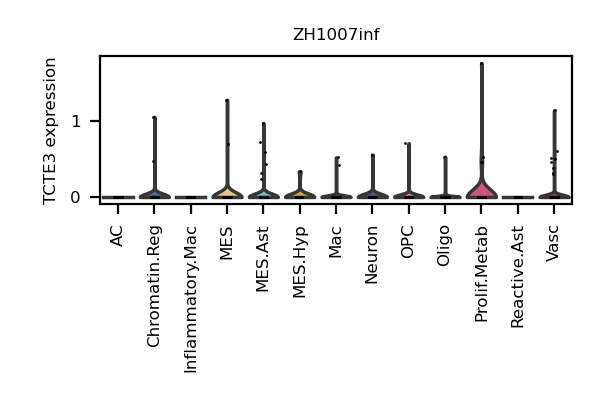 ZH1007inf
TCTE3 expression
1
0
AC
Chromatin.Reg
Inflammatory.Mac
MES
MES.Ast
MES.Hyp
Mac
Neuron
OPC
Oligo
Prolif.Metab
Reactive.Ast
Vasc